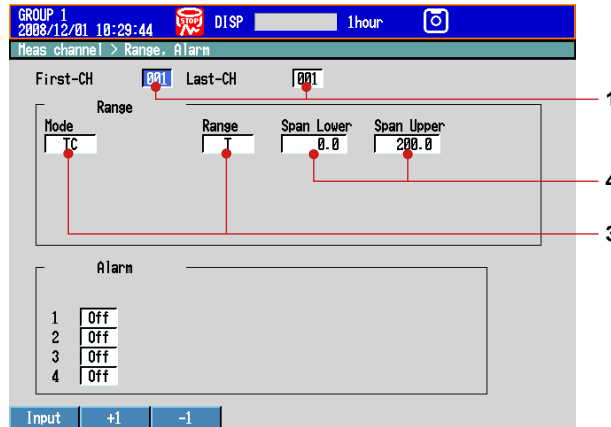 GROUP 1
2008/12/01 10:29:44 STOP DISP 1hour
Meas channel > Range, Alarm
First-CH 001 Last-CH 001
1
Range
Mode Range Span Lower Span Upper
TC T 0.0 200.0
4
3
Alarm
1 Off
2 Off
3 Off
4 Off
Input +1 -1